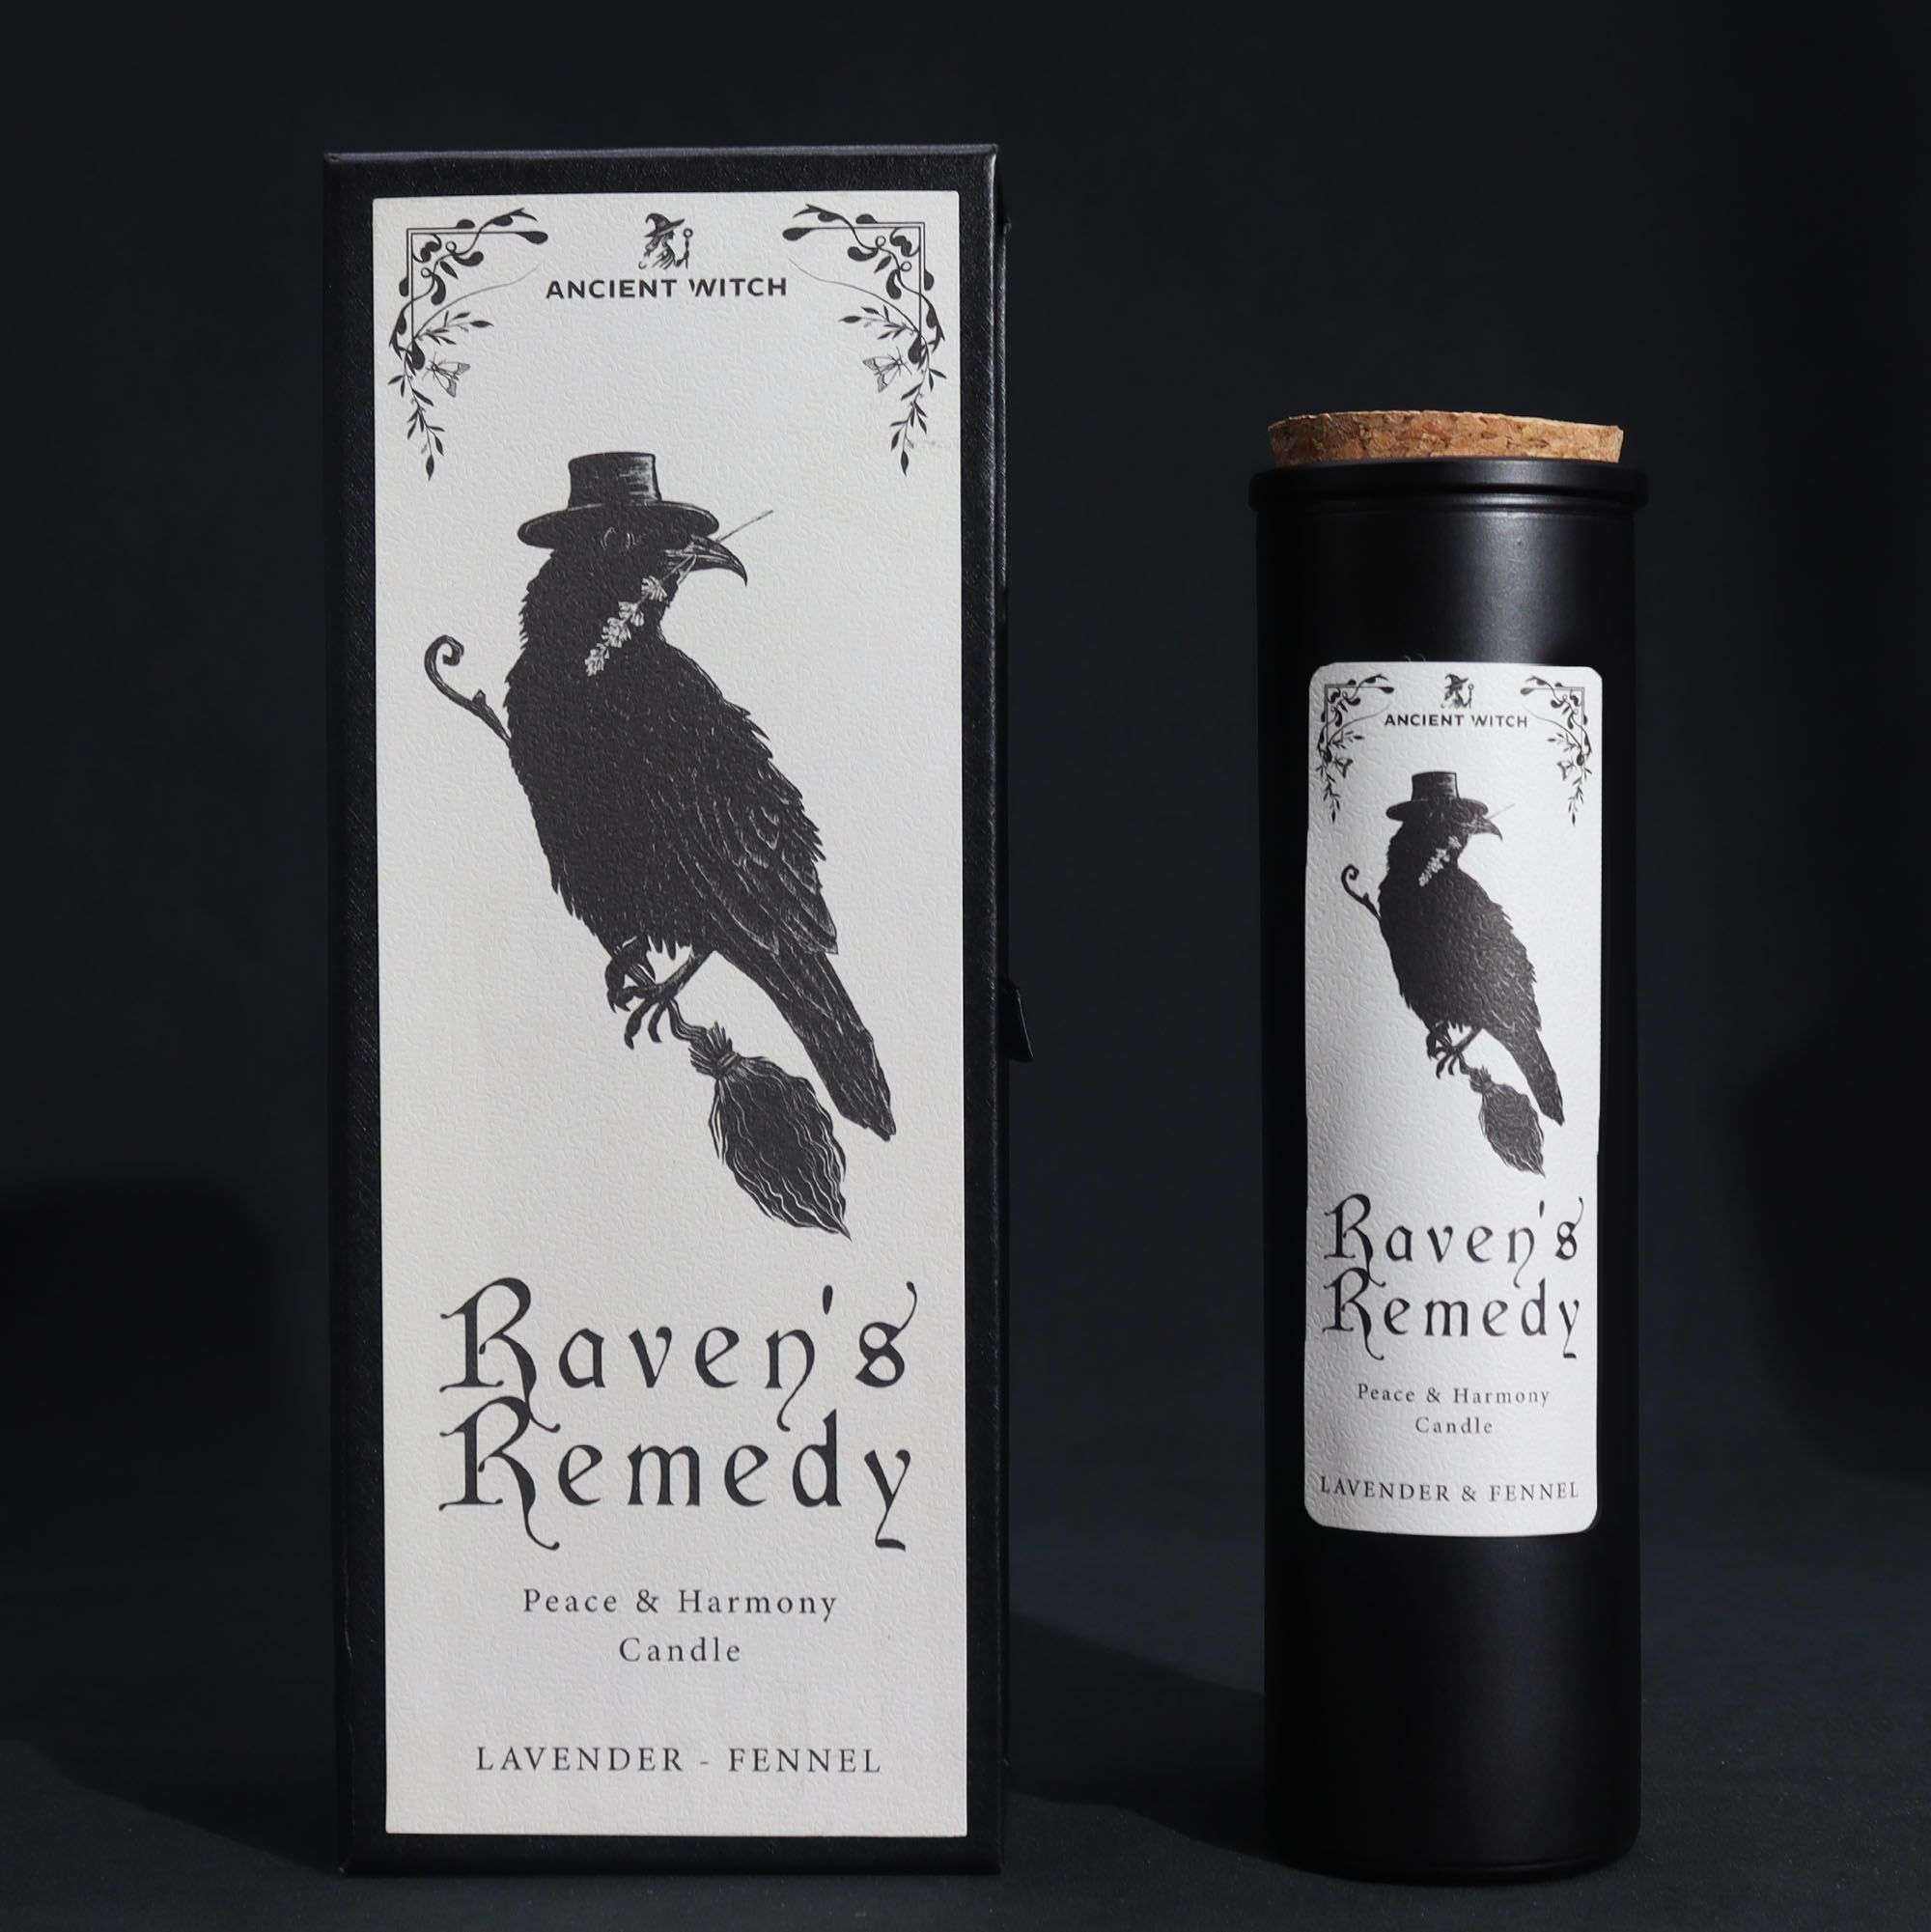 ANCIENT WITCH
Raven's
Remedy
Peace & Harmony
Candle
LAVENDER - FENNEL
ANCIENT WITCH
Raven's
Remedy
Peace & Harmony
Candle
LAVENDER & FENNEL